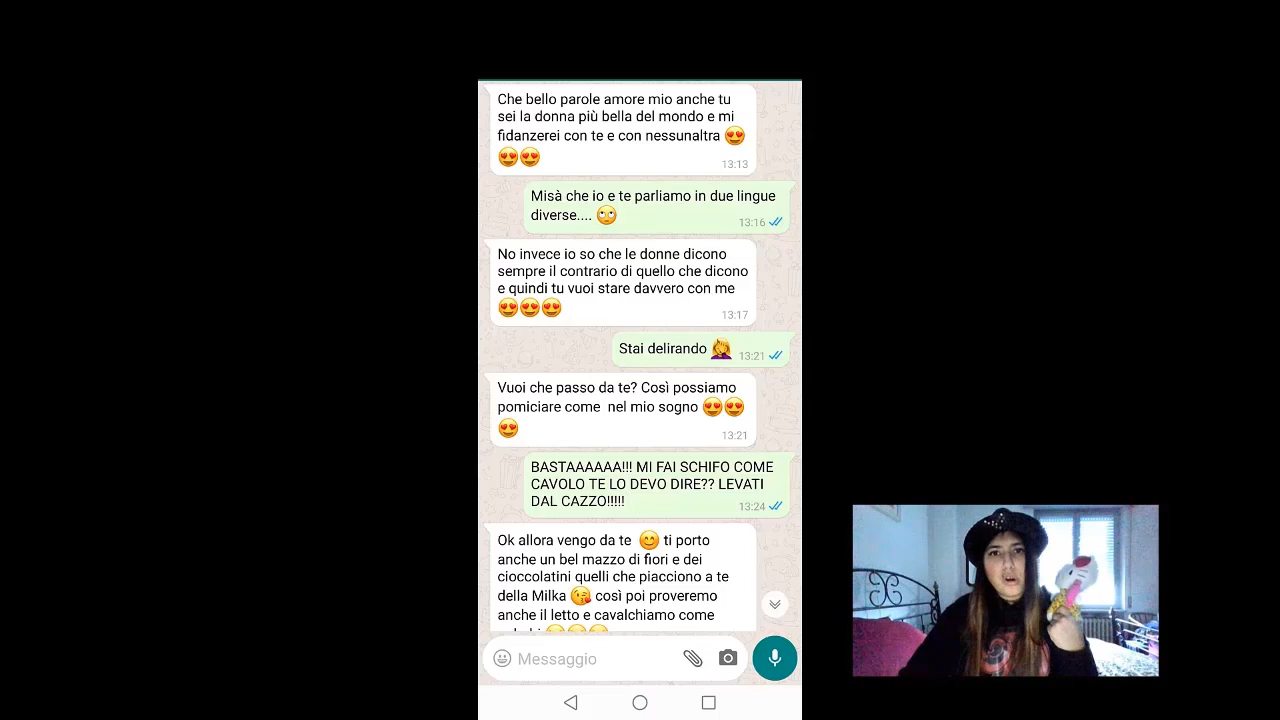 Che bello parole amore mio anche tu
sei la donna più bella del mondo e mi
fidanzerei con te e con nessunaltra 😍
😍😍
13:13
Misà che io e te parliamo in due lingue
diverse.... 🙄
13:16
No invece io so che le donne dicono
sempre il contrario di quello che dicono
e quindi tu vuoi stare davvero con me
😍😍😍
13:17
Stai delirando 🤦‍♀️ 13:21
Vuoi che passo da te? Così possiamo
pomiciare come nel mio sogno 😍😍
😍
13:21
BASTAAAAAA!!! MI FAI SCHIFO COME
CAVOLO TE LO DEVO DIRE?? LEVATI
DAL CAZZO!!!!!
13:24
Ok allora vengo da te 😊 ti porto
anche un bel mazzo di fiori e dei
cioccolatini quelli che piacciono a te
della Milka 😘 così poi proveremo
anche il letto e cavalchiamo come
Messaggio